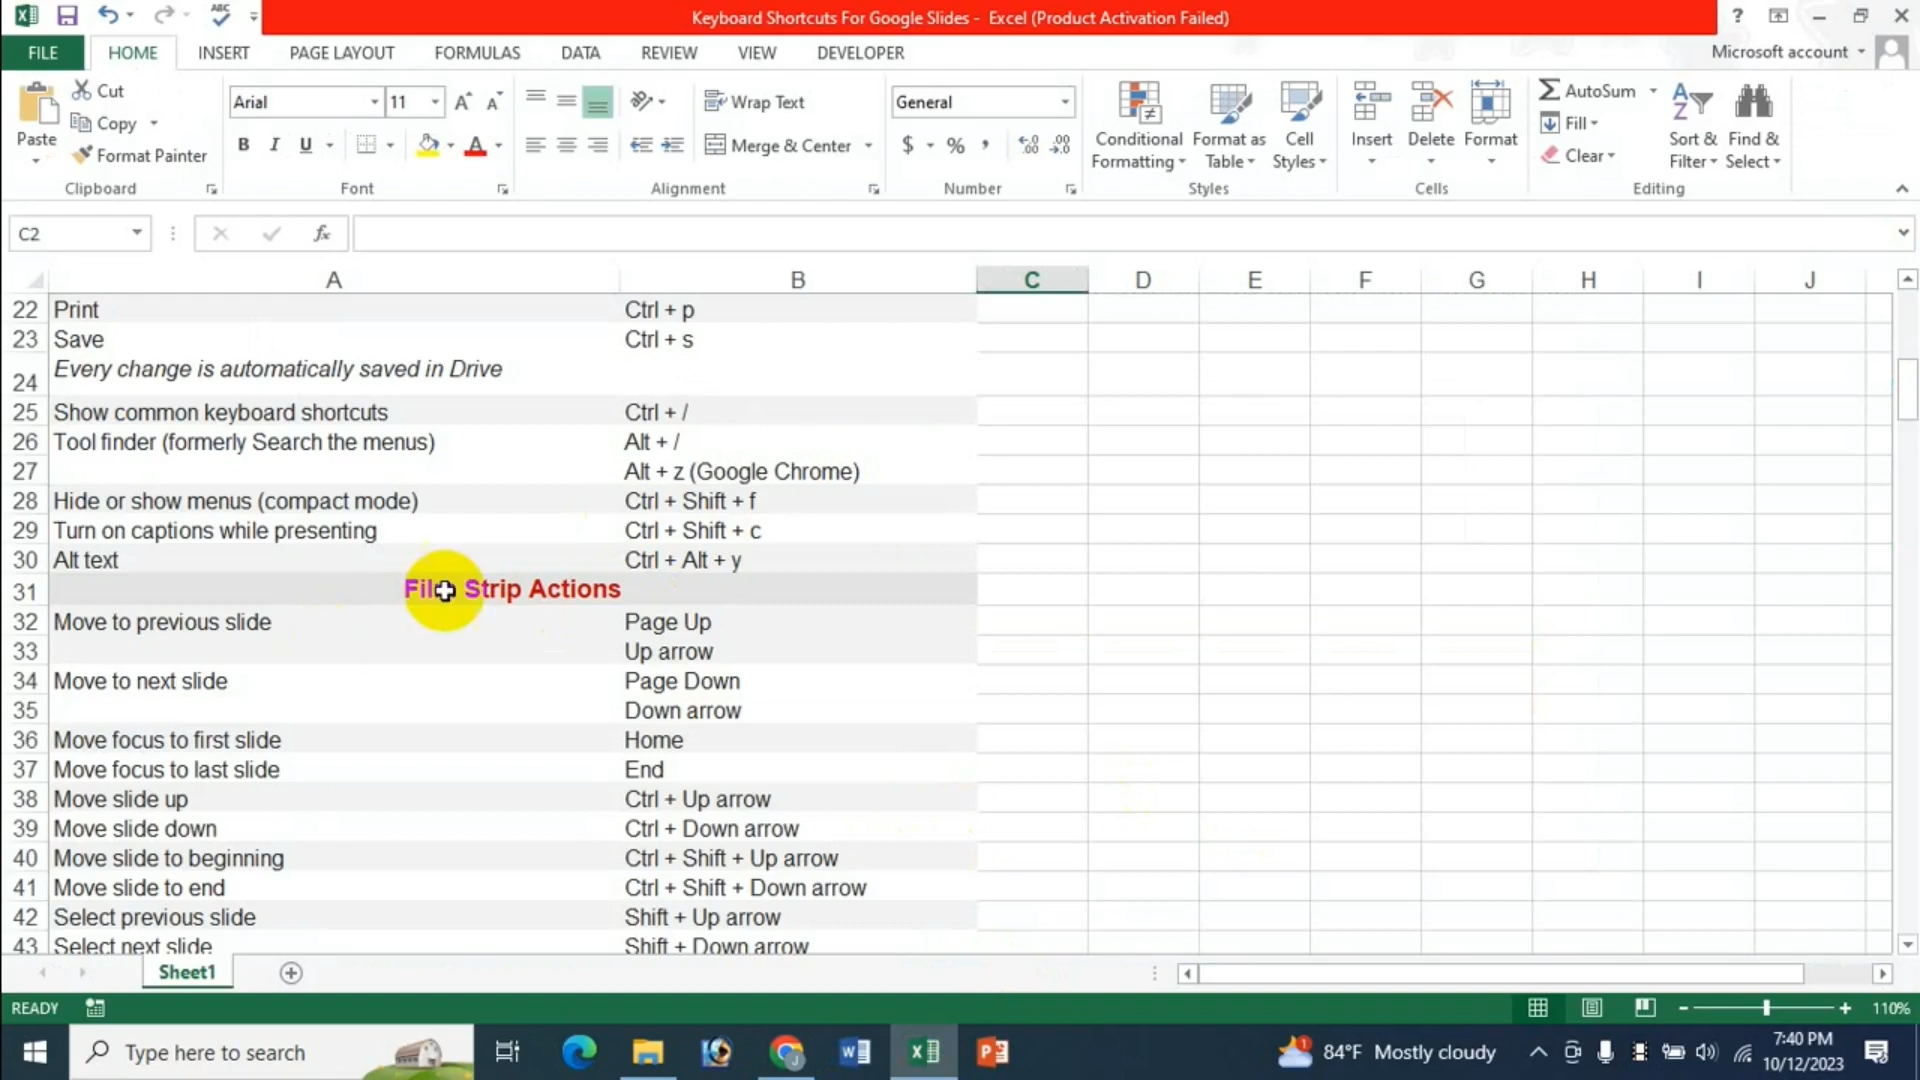 Keyboard Shortcuts For Google Slides - Excel (Product Activation Failed)
FILE HOME INSERT PAGE LAYOUT FORMULAS DATA REVIEW VIEW DEVELOPER Microsoft account
Paste
Cut
Copy
Format Painter
Clipboard
Arial 11
B I U
Font
Wrap Text
Merge & Center
Alignment
General
$ % ,
Number
Conditional Formatting
Format as Table
Cell Styles
Styles
Insert Delete Format
Cells
AutoSum
Fill
Clear
Sort & Filter
Find & Select
Editing
C2
fx
A B C D E F G H I J
22 Print Ctrl + p
23 Save Ctrl + s
24 Every change is automatically saved in Drive
25 Show common keyboard shortcuts Ctrl + /
26 Tool finder (formerly Search the menus) Alt + /
27 Alt + z (Google Chrome)
28 Hide or show menus (compact mode) Ctrl + Shift + f
29 Turn on captions while presenting Ctrl + Shift + c
30 Alt text Ctrl + Alt + y
31 Film Strip Actions
32 Move to previous slide Page Up
33 Up arrow
34 Move to next slide Page Down
35 Down arrow
36 Move focus to first slide Home
37 Move focus to last slide End
38 Move slide up Ctrl + Up arrow
39 Move slide down Ctrl + Down arrow
40 Move slide to beginning Ctrl + Shift + Up arrow
41 Move slide to end Ctrl + Shift + Down arrow
42 Select previous slide Shift + Up arrow
43 Select next slide Shift + Down arrow
Sheet1
READY 110%
Type here to search
84°F Mostly cloudy
7:40 PM
10/12/2023